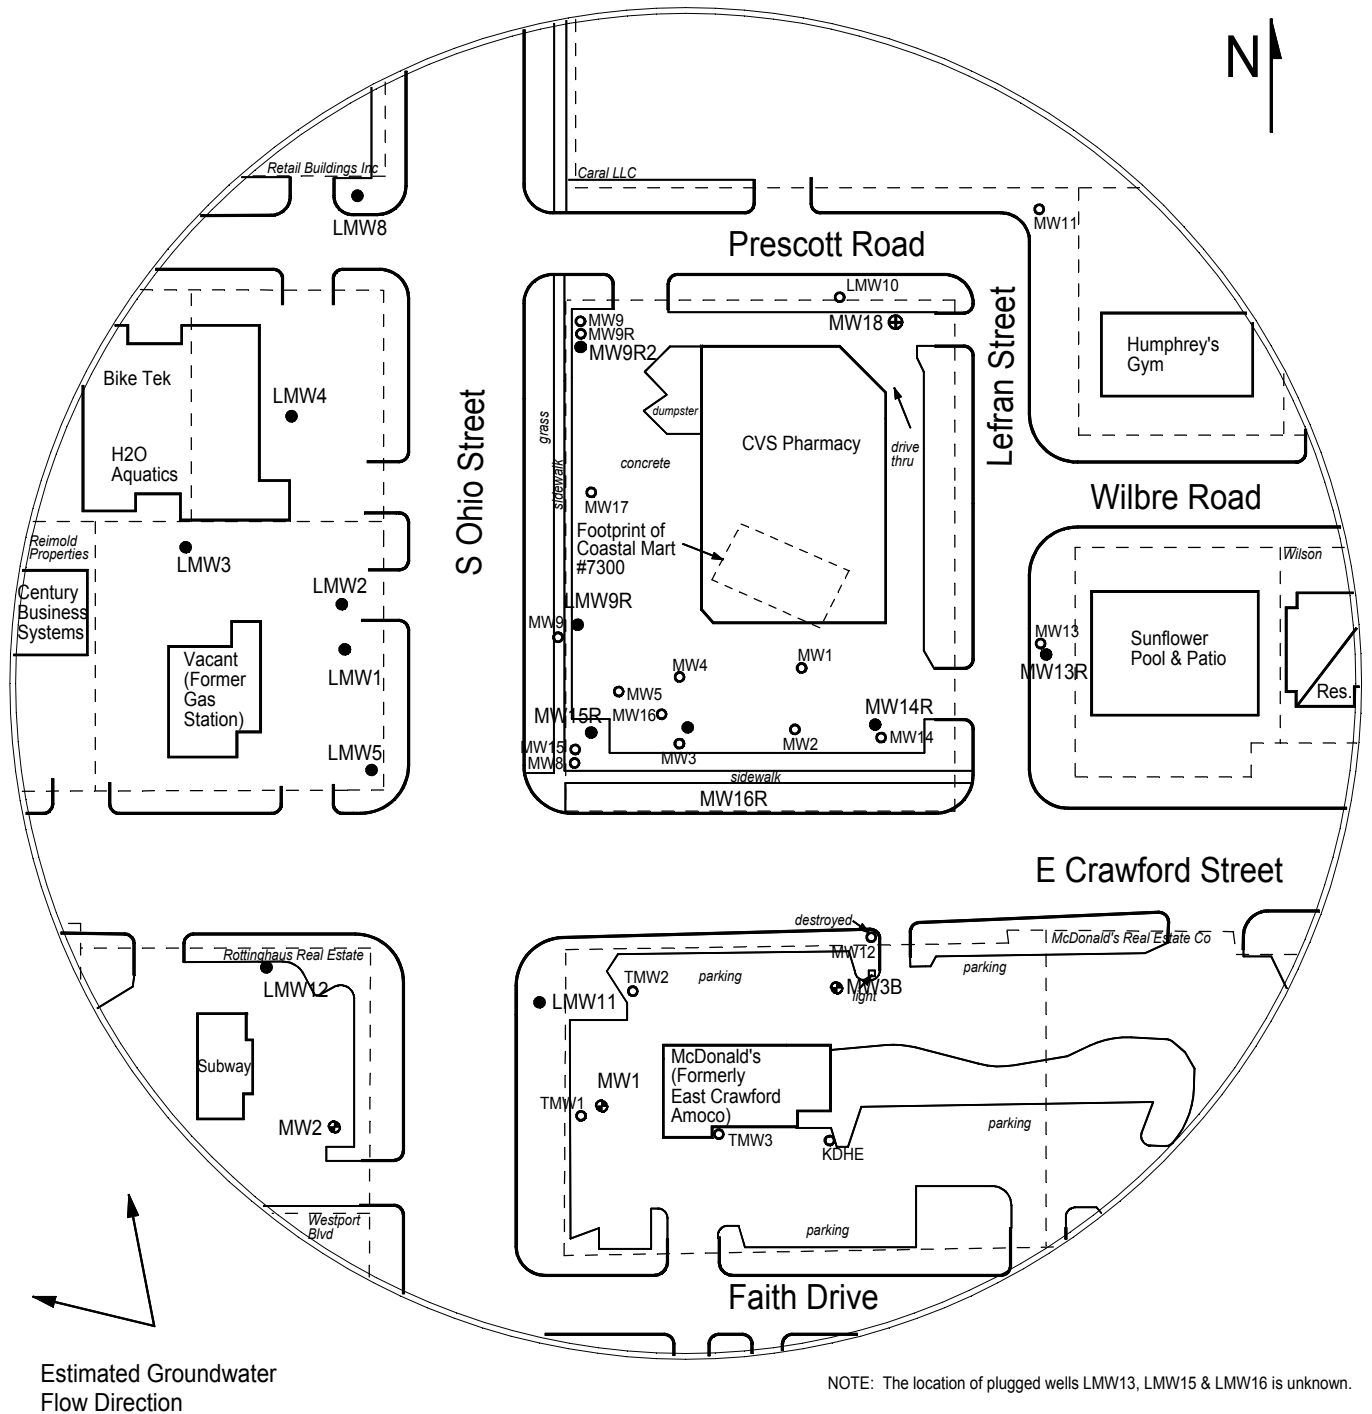 N
Retail Buildings Inc
Caral LLC
LMW8
MW11
Prescott Road
LMW10
MW18
MW9
MW9R
MW9R2
Lefran Street
Humphrey's
Gym
Bike Tek
LMW4
dumpster
CVS Pharmacy
drive
thru
S Ohio Street
grass
sidewalk
concrete
H2O
Aquatics
MW17
Wilbre Road
Footprint of
Coastal Mart
#7300
Reimold
Properties
LMW3
Wilson
Century
Business
Systems
LMW2
LMW9R
MW9
MW13
MW13R
Sunflower
Pool & Patio
Res.
Vacant
(Former
Gas
Station)
LMW1
MW4
MW1
MW5
MW16
MW15R
MW14R
MW14
MW2
MW3
MW15
MW8
LMW5
sidewalk
MW16R
E Crawford Street
destroyed
MW12
McDonald's Real Estate Co
Rottinghaus Real Estate
LMW12
LMW11
TMW2
parking
MW3B
light
parking
Subway
McDonald's
(Formerly
East Crawford
Amoco)
MW1
TMW1
MW2
TMW3
KDHE
parking
Westport
Blvd
parking
Faith Drive
Estimated Groundwater
Flow Direction
NOTE: The location of plugged wells LMW13, LMW15 & LMW16 is unknown.